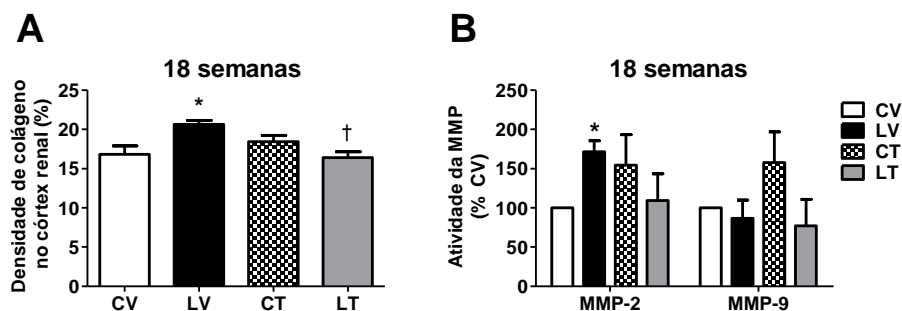 A
18 semanas
Densidade de colágeno
no córtex renal (%)
25
20
15
10
5
0
*
†
CV
LV
CT
LT
B
18 semanas
Atividade da MMP
(% CV)
250
200
150
100
50
0
*
MMP-2
MMP-9
CV
LV
CT
LT